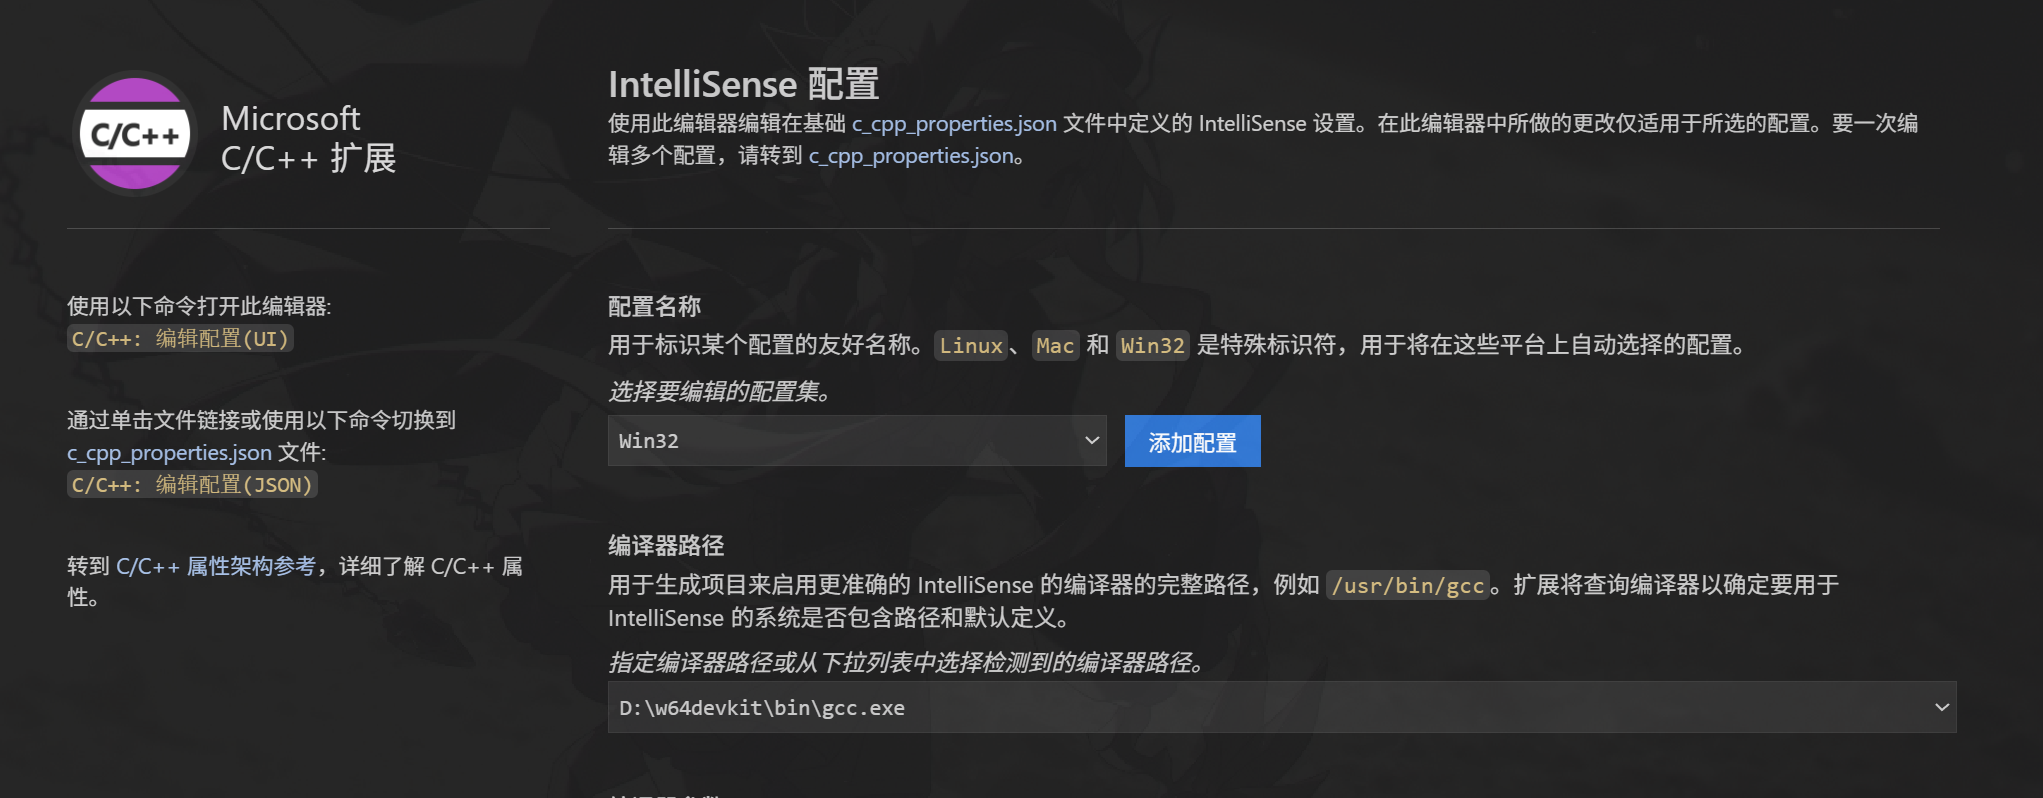 C/C++
Microsoft
C/C++ 扩展
使用以下命令打开此编辑器:
C/C++: 编辑配置(UI)
通过单击文件链接或使用以下命令切换到
c_cpp_properties.json 文件:
C/C++: 编辑配置(JSON)
转到 C/C++ 属性架构参考，详细了解 C/C++ 属
性。
IntelliSense 配置
使用此编辑器编辑在基础 c_cpp_properties.json 文件中定义的 IntelliSense 设置。在此编辑器中所做的更改仅适用于所选的配置。要一次编
辑多个配置，请转到 c_cpp_properties.json。
配置名称
用于标识某个配置的友好名称。Linux、Mac 和 Win32 是特殊标识符，用于将在这些平台上自动选择的配置。
选择要编辑的配置集。
Win32
添加配置
编译器路径
用于生成项目来启用更准确的 IntelliSense 的编译器的完整路径，例如 /usr/bin/gcc。扩展将查询编译器以确定要用于
IntelliSense 的系统是否包含路径和默认定义。
指定编译器路径或从下拉列表中选择检测到的编译器路径。
D:\w64devkit\bin\gcc.exe